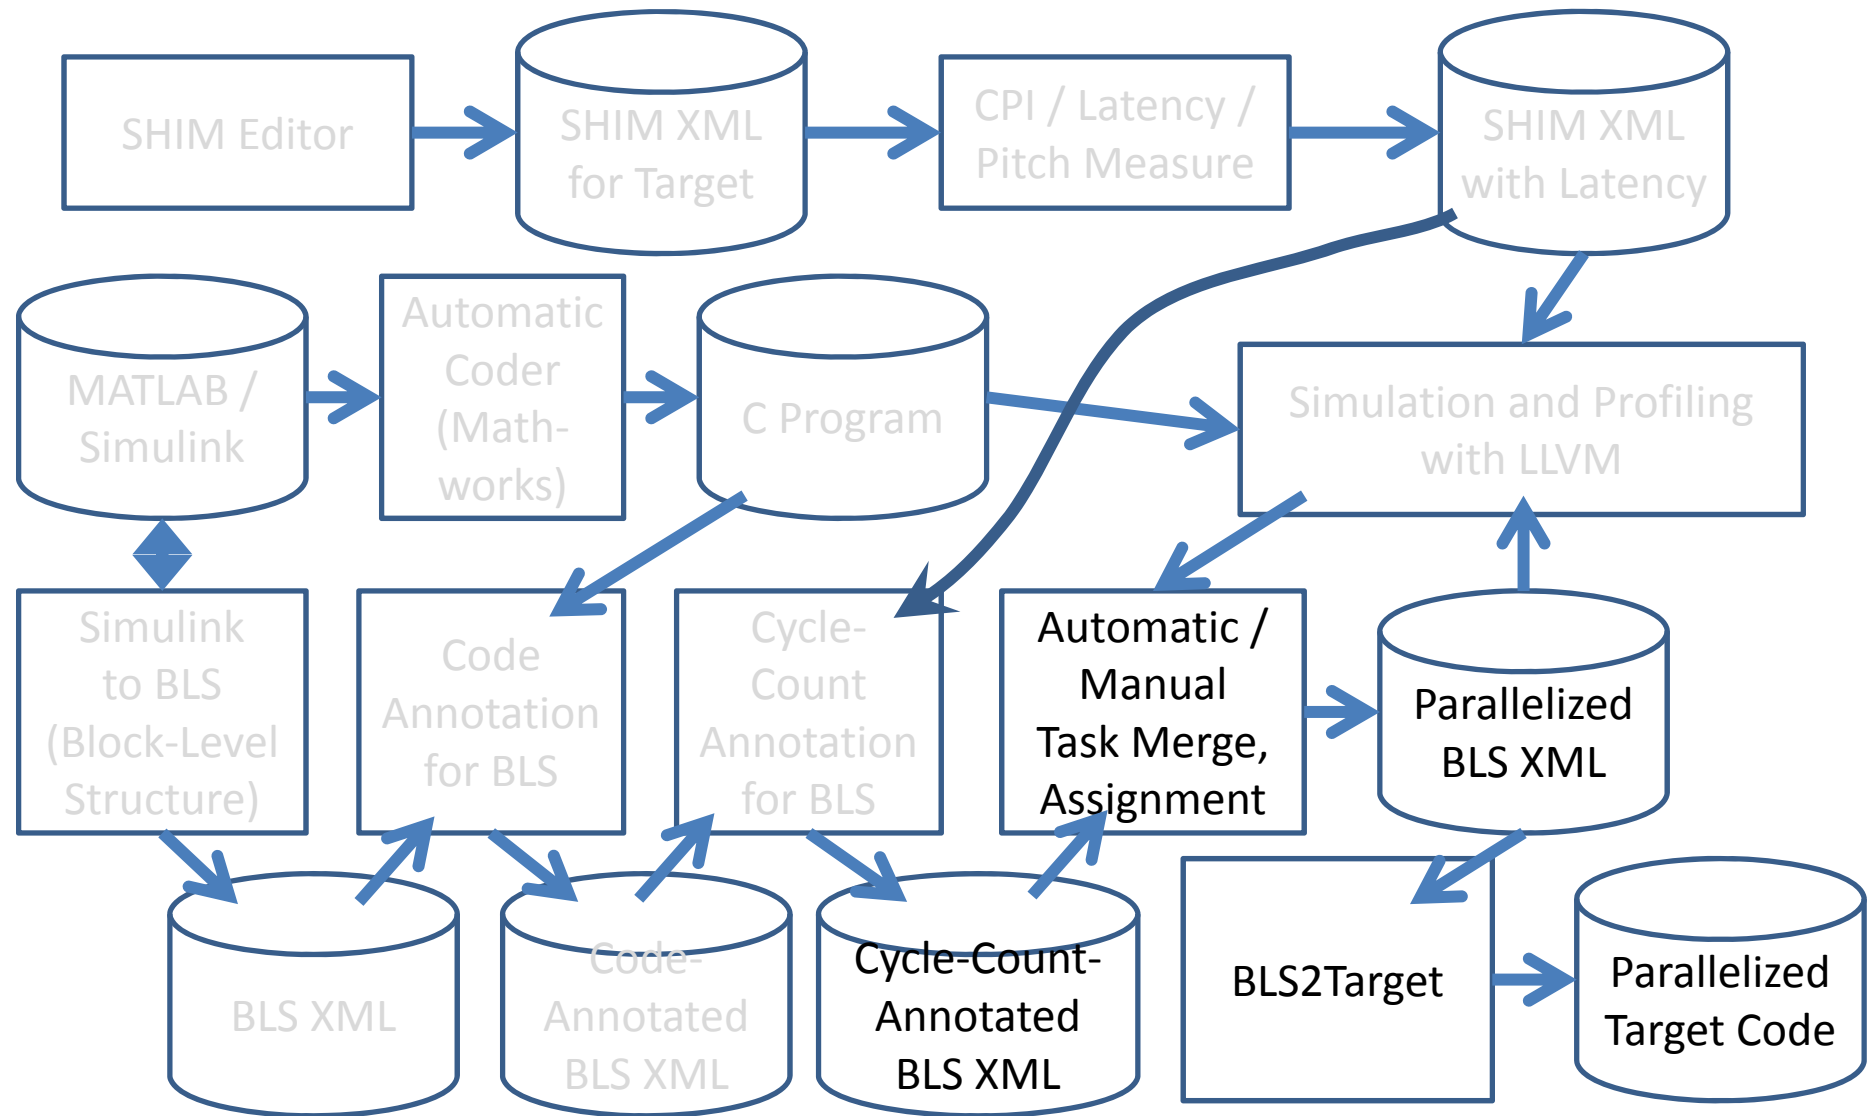 SHIM Editor
SHIM XML
for Target
CPI / Latency /
Pitch Measure
SHIM XML
with Latency
MATLAB /
Simulink
Automatic
Coder
(Math-
works)
C Program
Simulation and Profiling
with LLVM
Simulink
to BLS
(Block-Level
Structure)
Code
Annotation
for BLS
Cycle-
Count
Annotation
for BLS
Automatic /
Manual
Task Merge,
Assignment
Parallelized
BLS XML
BLS XML
Code-
Annotated
BLS XML
Cycle-Count-
Annotated
BLS XML
BLS2Target
Parallelized
Target Code